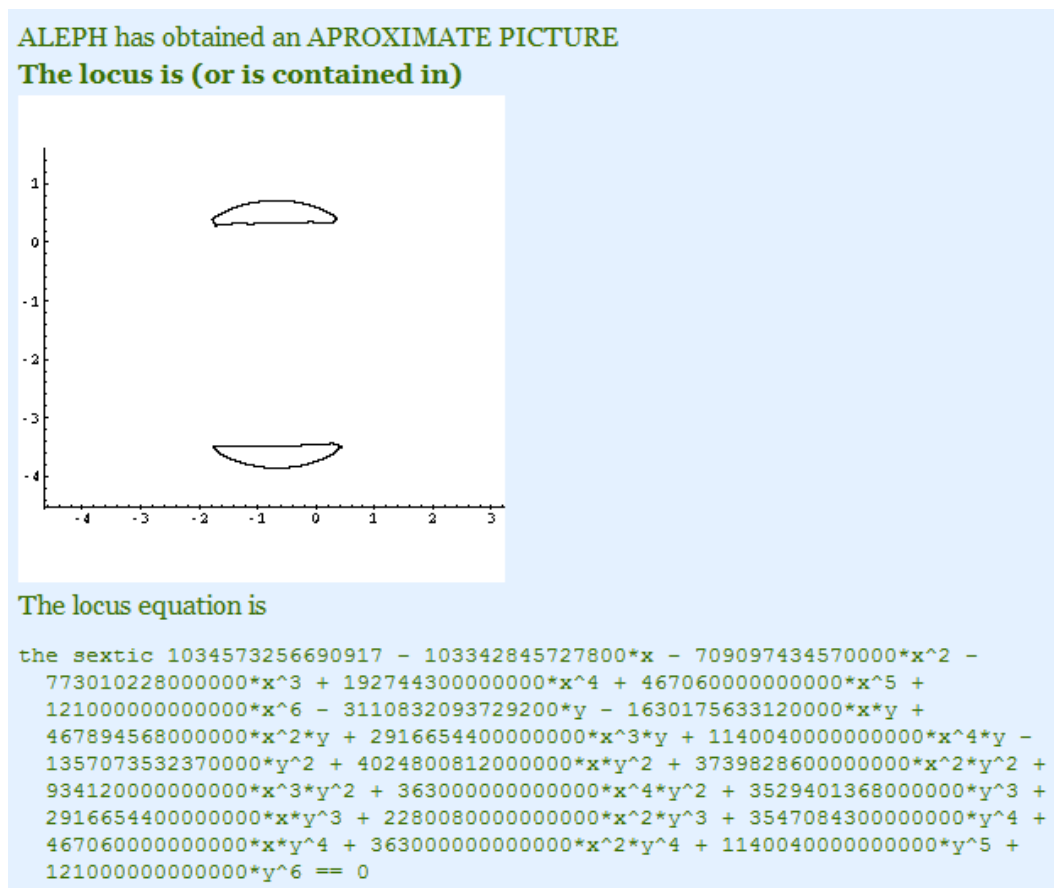 ALEPH has obtained an APROXIMATE PICTURE
The locus is (or is contained in)
1
0
-1
-2
-3
-4
-4 -3 -2 -1 0 1 2 3
The locus equation is
the sextic 1034573256690917 - 103342845727800*x - 709097434570000*x^2 -
773010228000000*x^3 + 192744300000000*x^4 + 467060000000000*x^5 +
121000000000000*x^6 - 3110832093729200*y - 1630175633120000*x*y +
467894568000000*x^2*y + 2916654400000000*x^3*y + 1140040000000000*x^4*y -
1357073532370000*y^2 + 4024800812000000*x*y^2 + 3739828600000000*x^2*y^2 +
934120000000000*x^3*y^2 + 363000000000000*x^4*y^2 + 3529401368000000*y^3 +
2916654400000000*x*y^3 + 2280080000000000*x^2*y^3 + 3547084300000000*y^4 +
467060000000000*x*y^4 + 363000000000000*x^2*y^4 + 1140040000000000*y^5 +
121000000000000*y^6 == 0